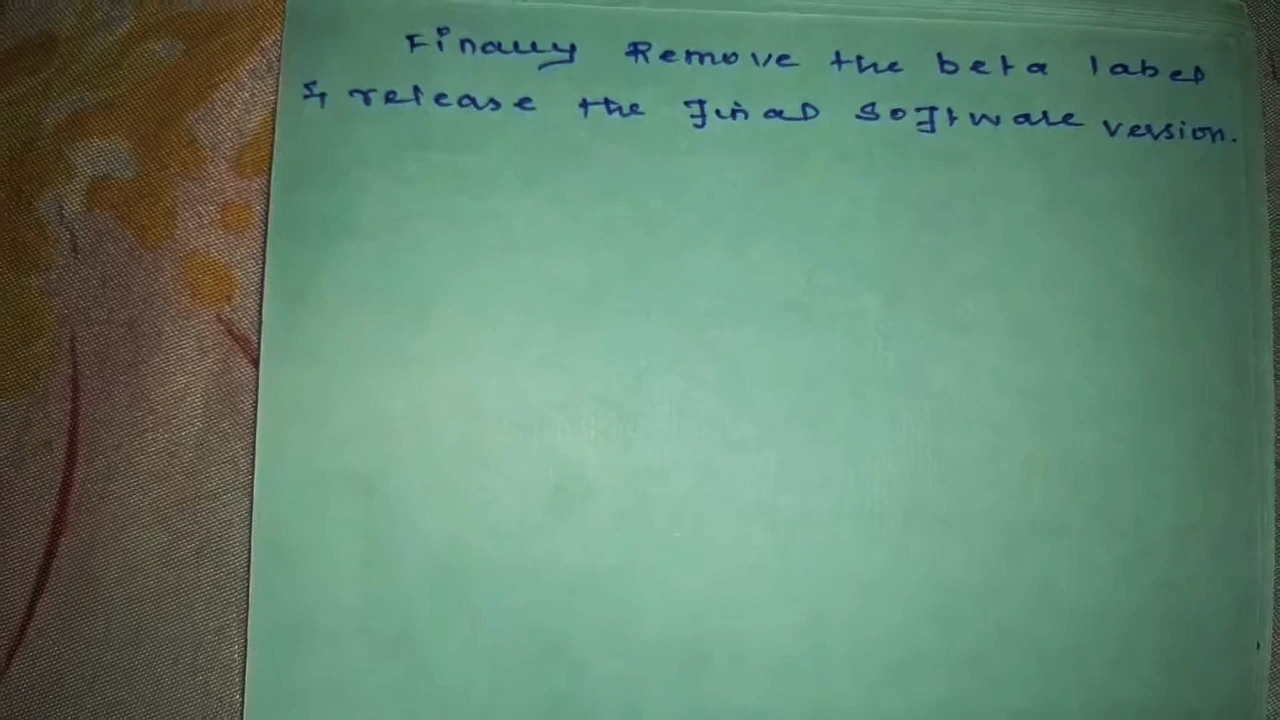 Finally Remove the beta label
& release the final software version.